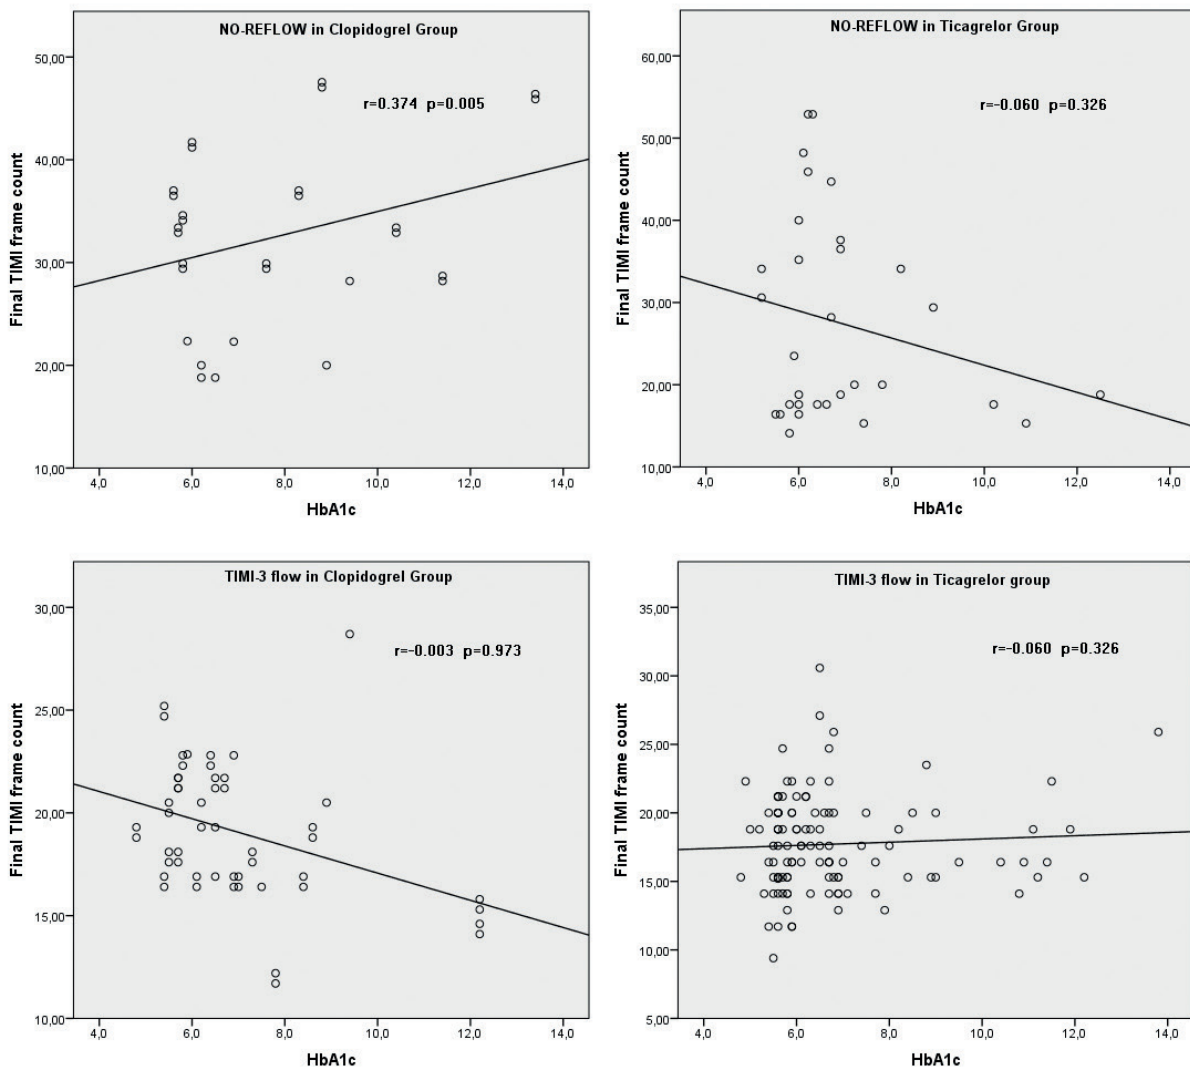 NO-REFLOW in Clopidogrel Group
r=0.374 p=0.005
Final TIMI frame count
50,00
40,00
30,00
20,00
10,00
4,0 6,0 8,0 10,0 12,0 14,0
HbA1c
NO-REFLOW in Ticagrelor Group
r=-0.060 p=0.326
Final TIMI frame count
60,00
50,00
40,00
30,00
20,00
10,00
4,0 6,0 8,0 10,0 12,0 14,0
HbA1c
TIMI-3 flow in Clopidogrel Group
r=-0.003 p=0.973
Final TIMI frame count
30,00
25,00
20,00
15,00
10,00
4,0 6,0 8,0 10,0 12,0 14,0
HbA1c
TIMI-3 flow in Ticagrelor group
r=-0.060 p=0.326
Final TIMI frame count
35,00
30,00
25,00
20,00
15,00
10,00
5,00
4,0 6,0 8,0 10,0 12,0 14,0
HbA1c